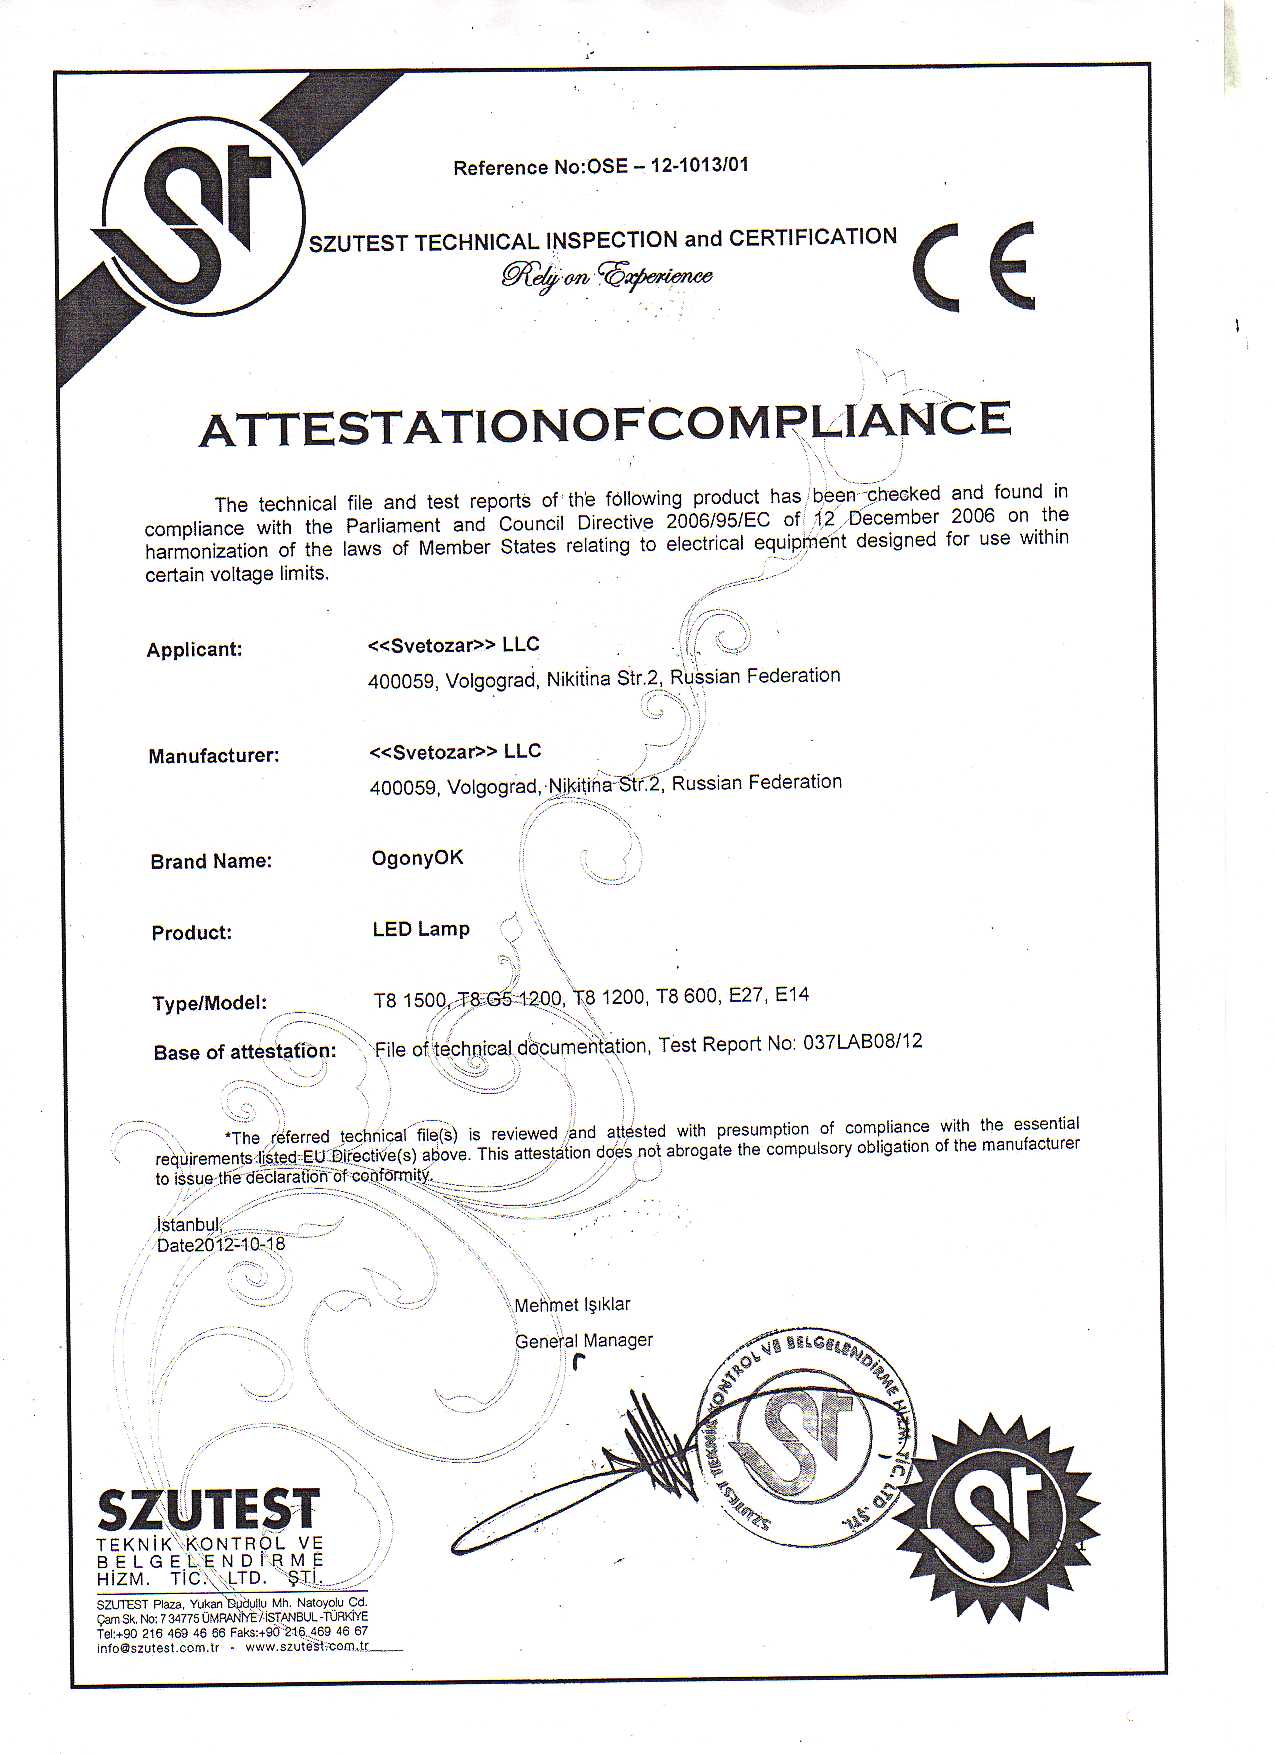 Reference No:OSE – 12-1013/01
SZUTEST TECHNICAL INSPECTION and CERTIFICATION
Rely on Experience
CE
ATTESTATIONOFCOMPLIANCE
The technical file and test reports of the following product has been checked and found in
compliance with the Parliament and Council Directive 2006/95/EC of 12 December 2006 on the
harmonization of the laws of Member States relating to electrical equipment designed for use within
certain voltage limits.
Applicant: <<Svetozar>> LLC
400059, Volgograd, Nikitina Str.2, Russian Federation
Manufacturer: <<Svetozar>> LLC
400059, Volgograd, Nikitina Str.2, Russian Federation
Brand Name: OgonyOK
Product: LED Lamp
Type/Model: T8 1500, T8 G5 1200, T8 1200, T8 600, E27, E14
Base of attestation: File of technical documentation, Test Report No: 037LAB08/12
*The referred technical file(s) is reviewed and attested with presumption of compliance with the essential
requirements listed EU Directive(s) above. This attestation does not abrogate the compulsory obligation of the manufacturer
to issue the declaration of conformity.
İstanbul,
Date2012-10-18
Mehmet Işıklar
General Manager
SZUTEST TEKNİK KONTROL VE BELGELENDİRME HİZM. TİC. LTD. ŞTİ.
SZUTEST
TEKNİK KONTROL VE
BELGELENDİRME
HİZM. TİC. LTD. ŞTİ.
SZUTEST Plaza, Yukarı Dudullu Mh. Natoyolu Cd.
Çam Sk. No: 7 34775 ÜMRANİYE / İSTANBUL -TÜRKİYE
Tel:+90 216 469 46 66 Faks:+90 216 469 46 67
info@szutest.com.tr - www.szutest.com.tr